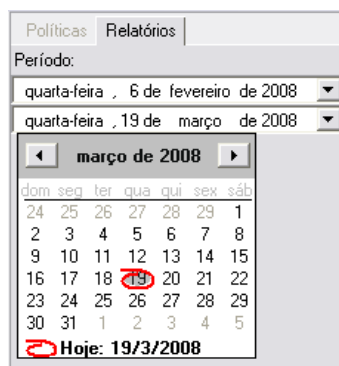 Políticas Relatórios
Período:
quarta-feira , 6 de fevereiro de 2008
quarta-feira , 19 de março de 2008
março de 2008
dom seg ter qua qui sex sáb
24 25 26 27 28 29 1
2 3 4 5 6 7 8
9 10 11 12 13 14 15
16 17 18 19 20 21 22
23 24 25 26 27 28 29
30 31 1 2 3 4 5
Hoje: 19/3/2008